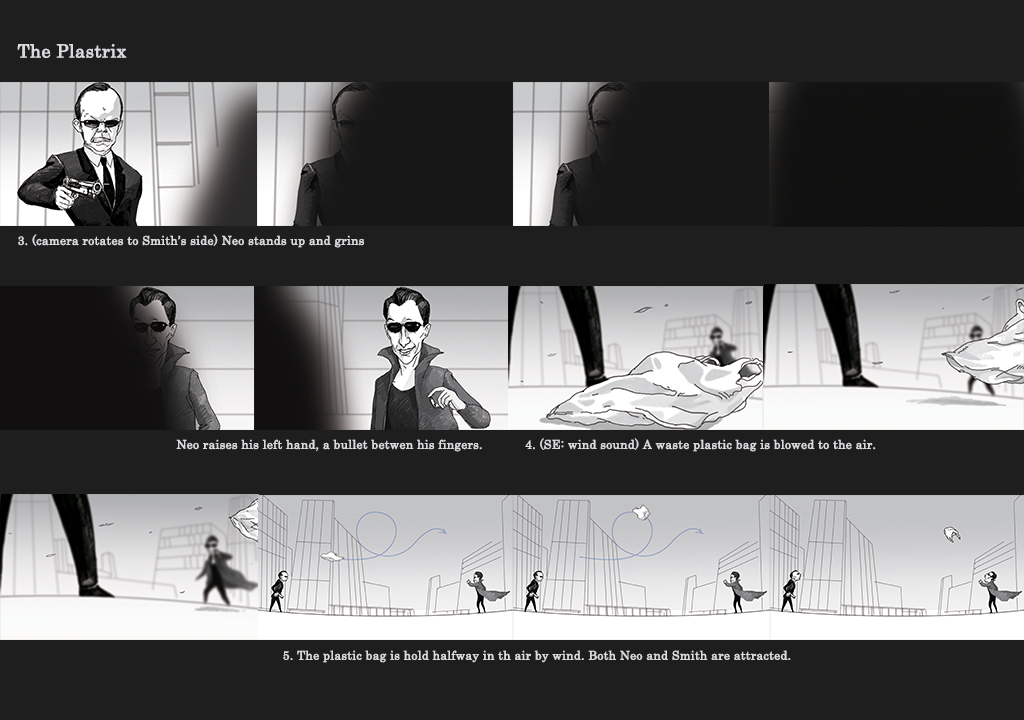 The Plastrix
3. (camera rotates to Smith's side) Neo stands up and grins
Neo raises his left hand, a bullet betwen his fingers.
4. (SE: wind sound) A waste plastic bag is blowed to the air.
5. The plastic bag is hold halfway in th air by wind. Both Neo and Smith are attracted.